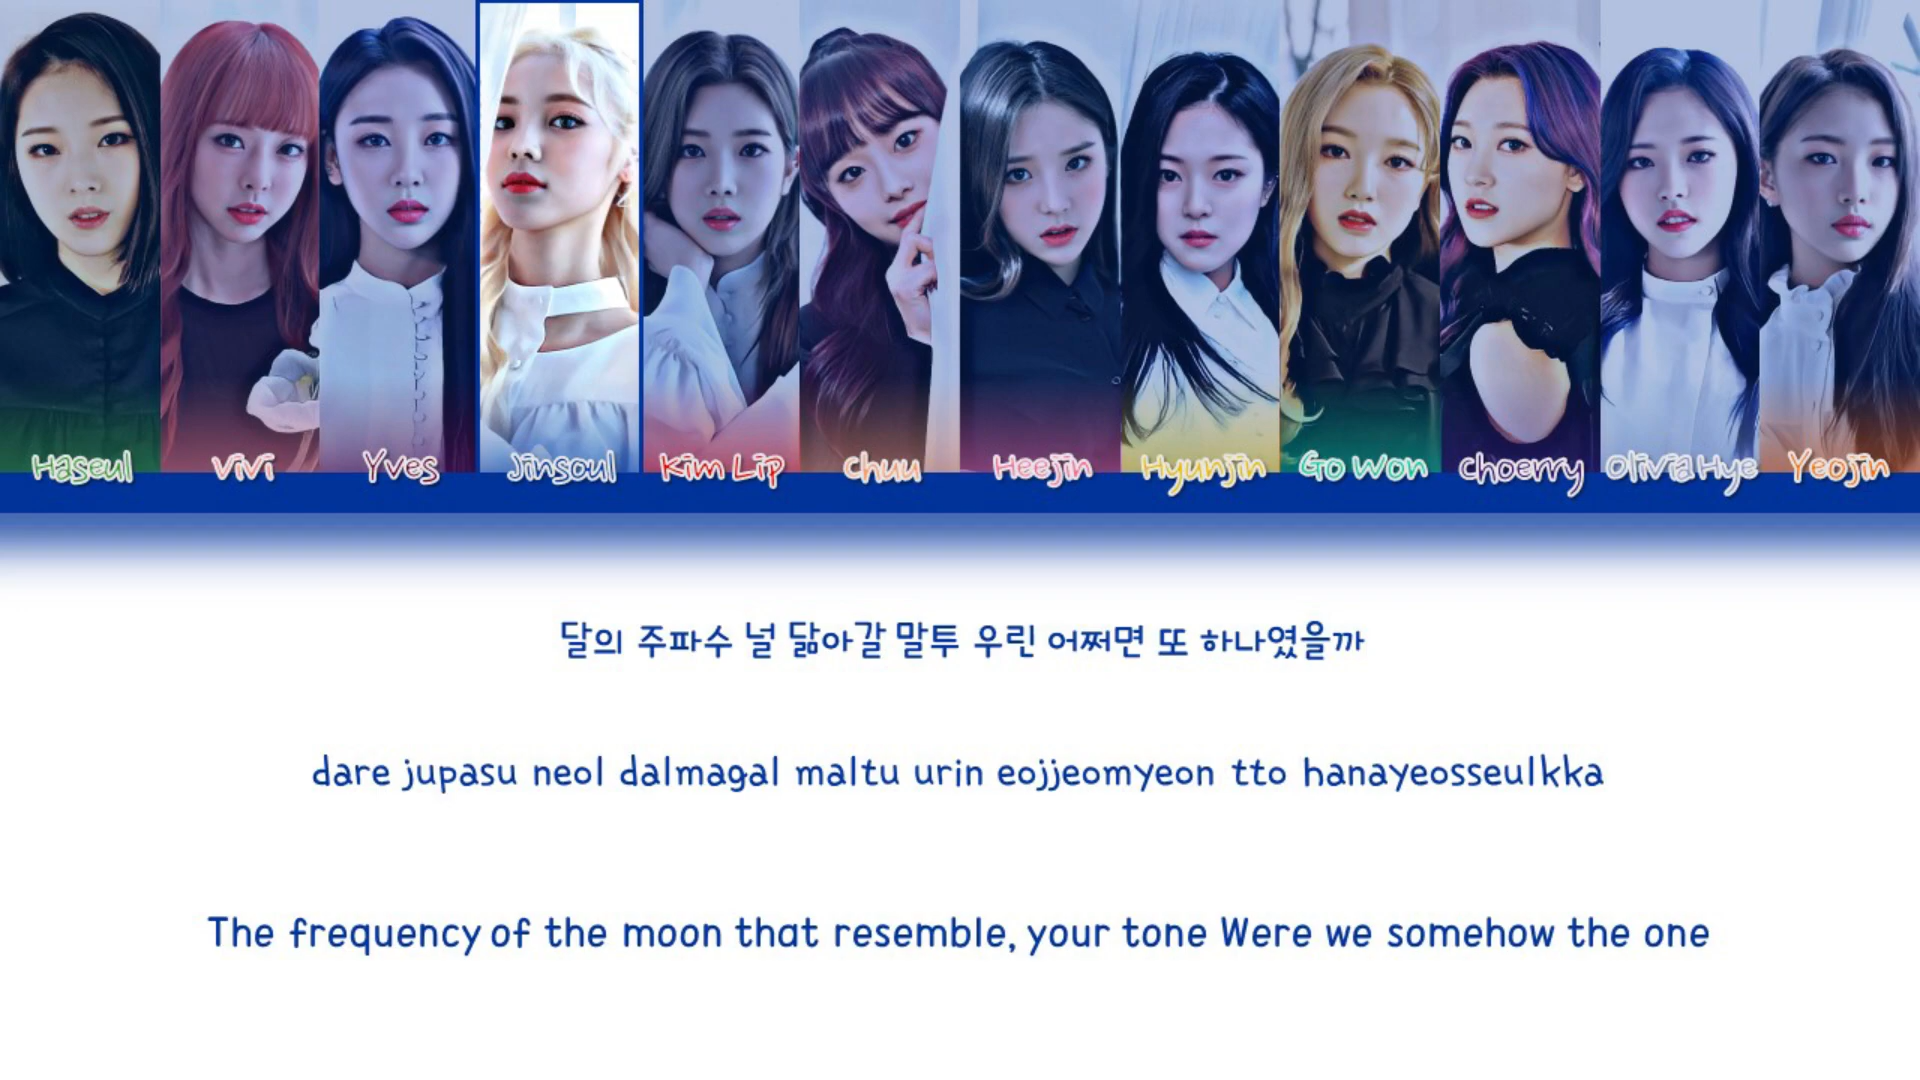 Haseul ViVi Yves Jinsoul Kim Lip Chuu Heejin Hyunjin Go Won Choerry Olivia Hye Yeojin
달의 주파수 널 닮아갈 말투 우린 어쩌면 또 하나였을까
dare jupasu neol dalmagal maltu urin eojjeomyeon tto hanayeosseulkka
The frequency of the moon that resemble, your tone Were we somehow the one